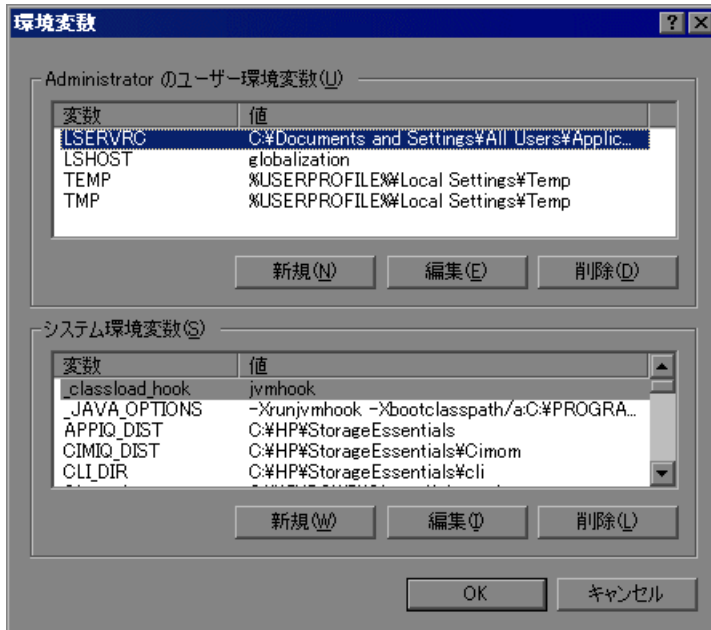 環境変数
Administrator のユーザー環境変数(U)
変数 値
LSERVRC C:¥Documents and Settings¥All Users¥Applic...
LSHOST globalization
TEMP %USERPROFILE%¥Local Settings¥Temp
TMP %USERPROFILE%¥Local Settings¥Temp
新規(N) 編集(E) 削除(D)
システム環境変数(S)
変数 値
_classload_hook jvmhook
_JAVA_OPTIONS -Xrunjvmhook -Xbootclasspath/a:C:¥PROGRA...
APPIQ_DIST C:¥HP¥StorageEssentials
CIMIQ_DIST C:¥HP¥StorageEssentials¥Cimom
CLI_DIR C:¥HP¥StorageEssentials¥cli
新規(W) 編集(I) 削除(L)
OK キャンセル